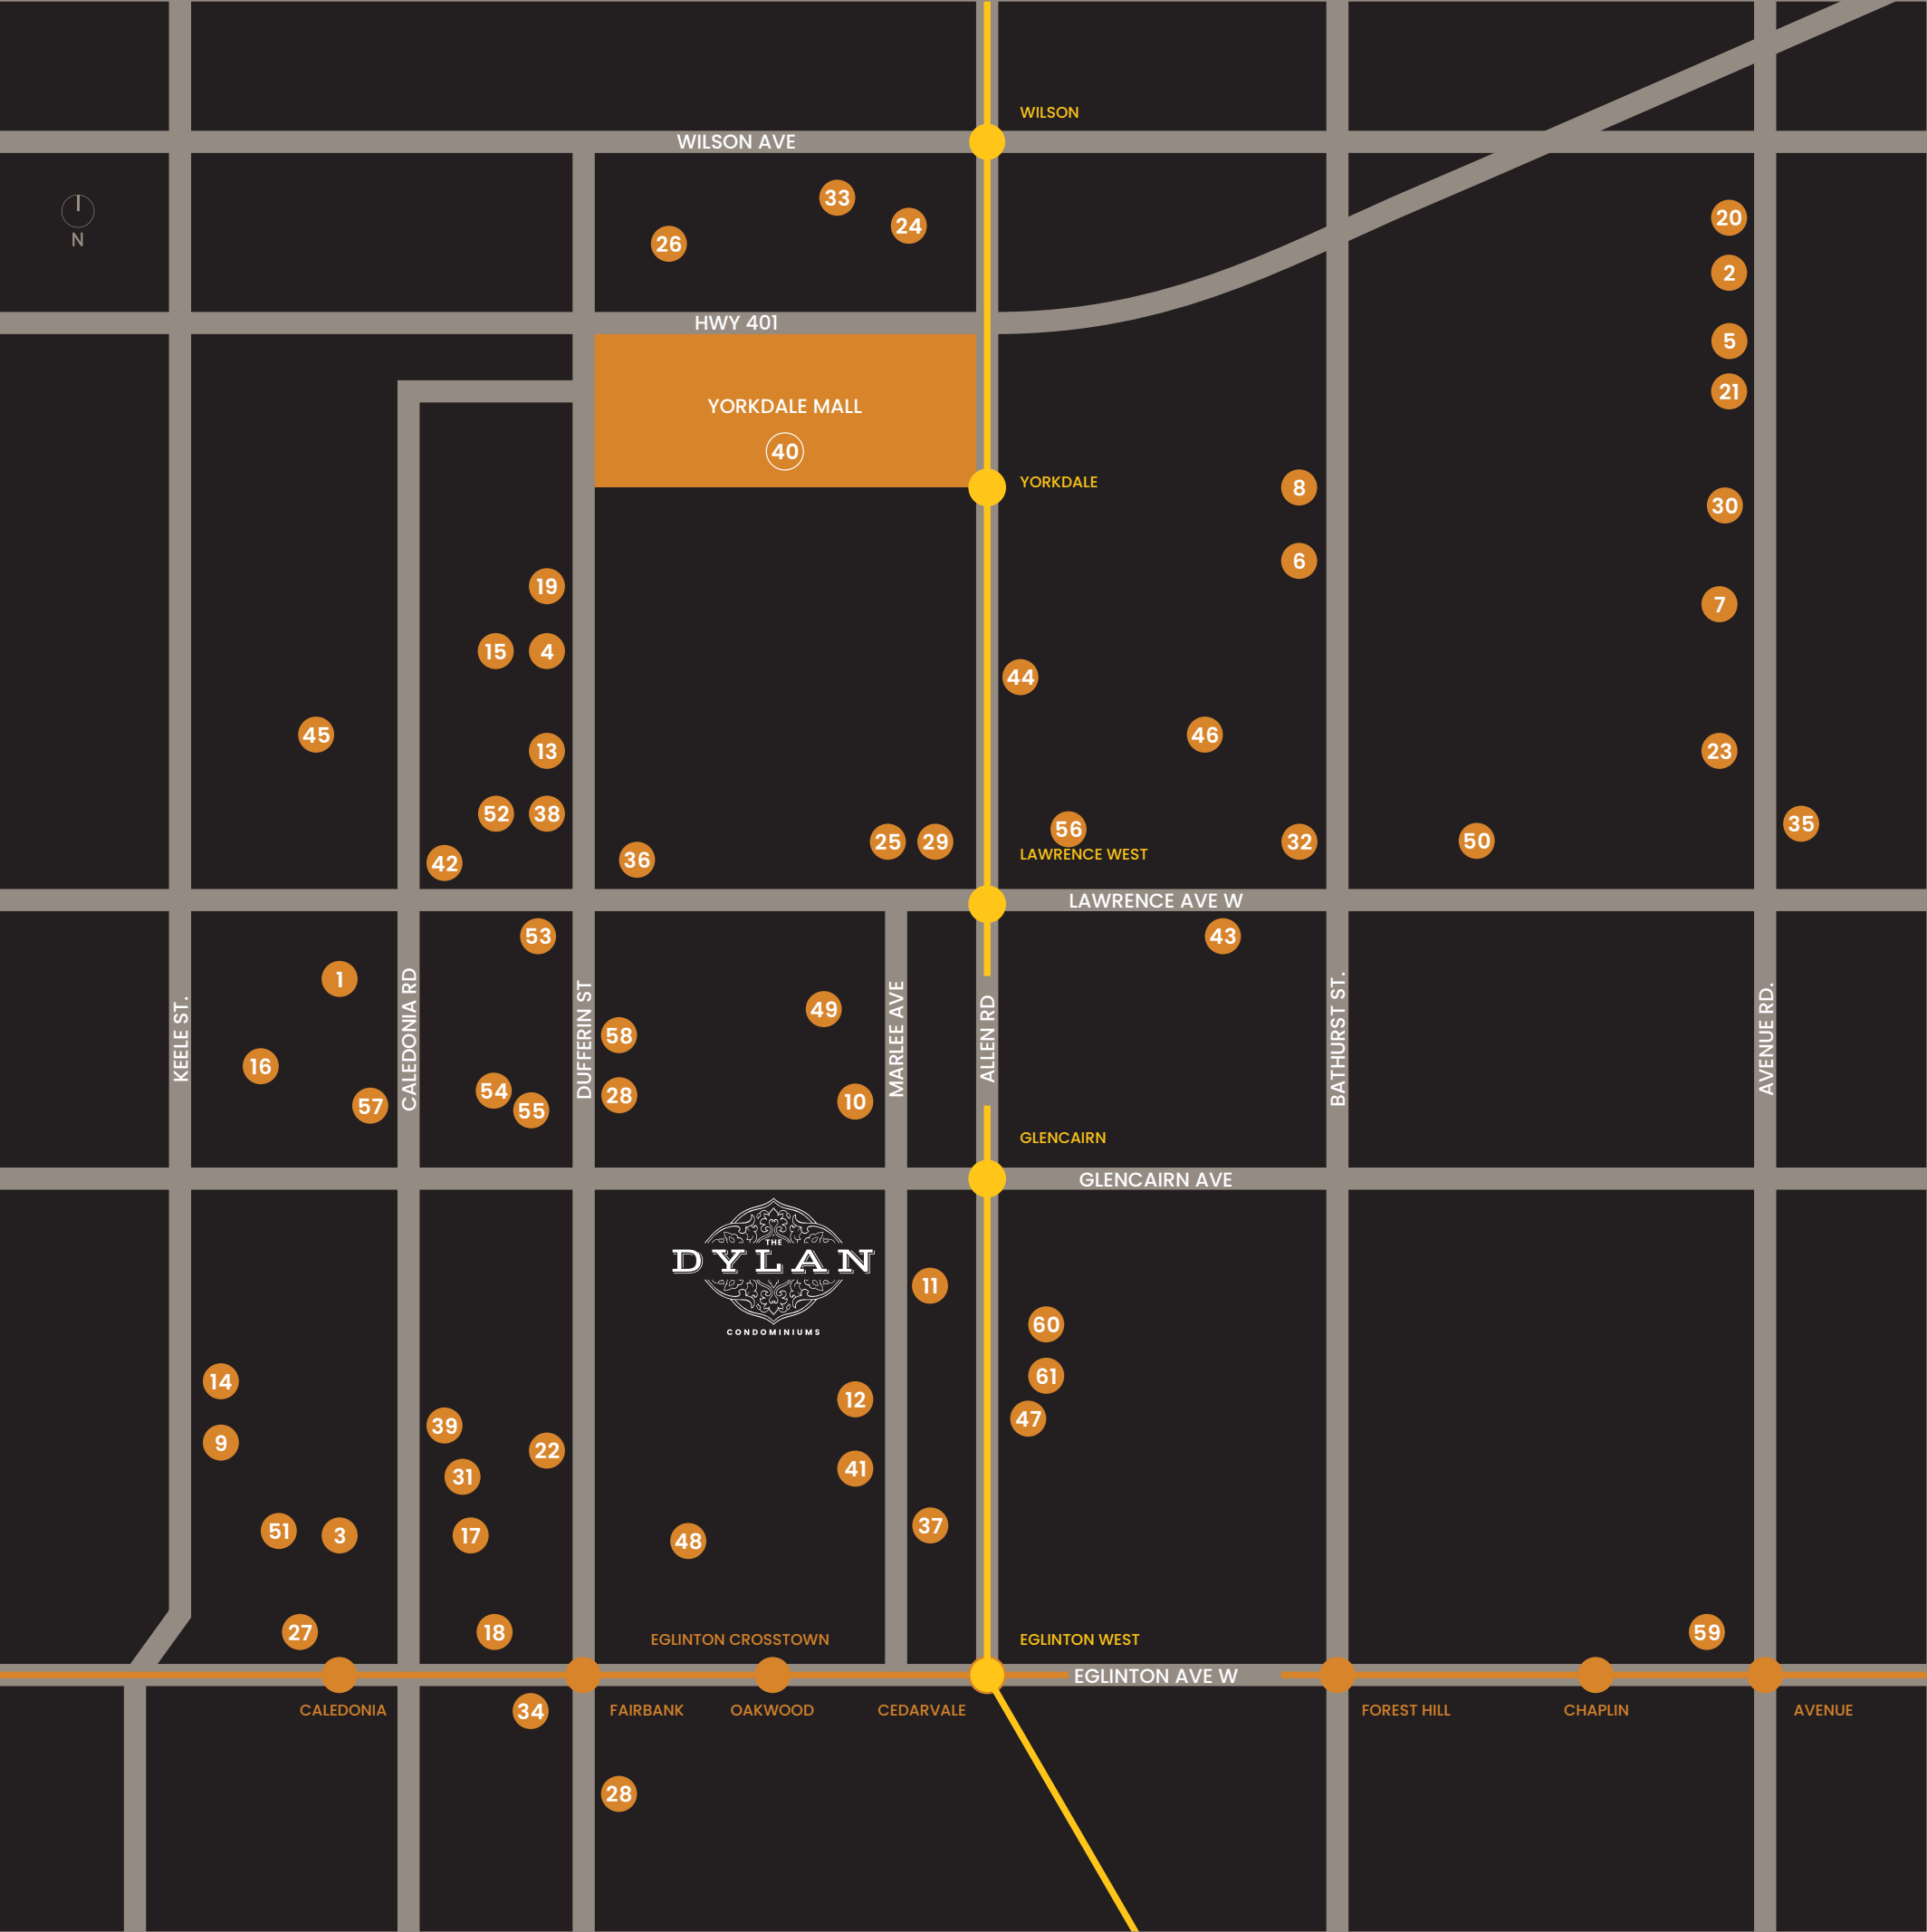 WILSON
WILSON AVE
33
20
24
N
26
2
HWY 401
5
21
YORKDALE MALL
40
YORKDALE
8
30
6
19
7
15
4
44
45
46
13
23
52
38
56
35
25
29
32
50
LAWRENCE WEST
36
42
LAWRENCE AVE W
53
43
1
49
58
KEELE ST.
CALEDONIA RD
DUFFERIN ST
MARLEE AVE
ALLEN RD
BATHURST ST.
AVENUE RD.
16
54
28
10
57
55
GLENCAIRN
GLENCAIRN AVE
THE
DYLAN
CONDOMINIUMS
11
60
61
14
12
47
39
9
22
41
31
37
51
3
17
48
27
18
59
EGLINTON CROSSTOWN
EGLINTON WEST
EGLINTON AVE W
CALEDONIA
34
FAIRBANK
OAKWOOD
CEDARVALE
FOREST HILL
CHAPLIN
AVENUE
28